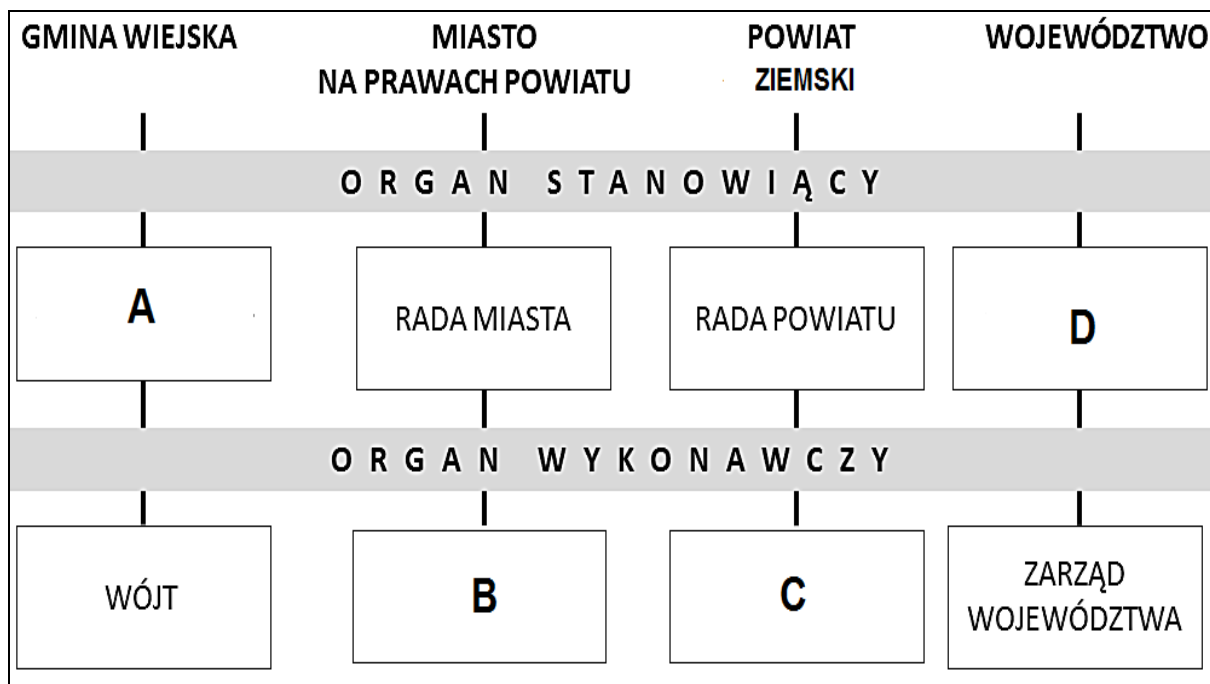 GMINA WIEJSKA
MIASTO
NA PRAWACH POWIATU
POWIAT
ZIEMSKI
WOJEWÓDZTWO
ORGAN STANOWIĄCY
A
RADA MIASTA
RADA POWIATU
D
ORGAN WYKONAWCZY
WÓJT
B
C
ZARZĄD
WOJEWÓDZTWA